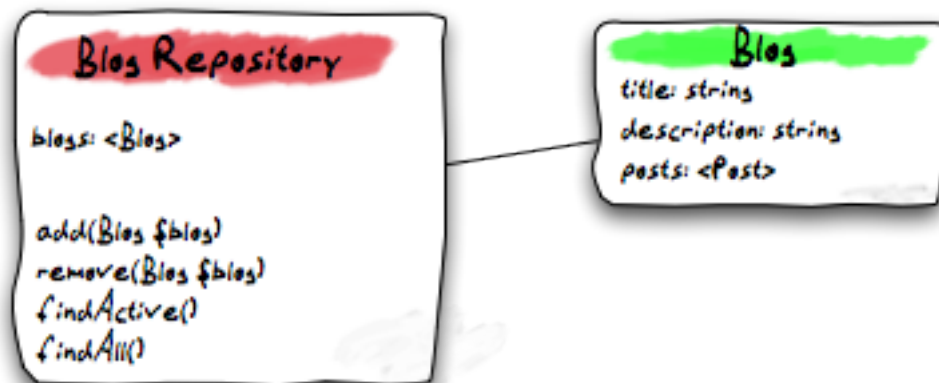 Blog Repository
blogs: <Blog>
add(Blog $blog)
remove(Blog $blog)
findActive()
findAll()
Blog
title: string
description: string
posts: <Post>